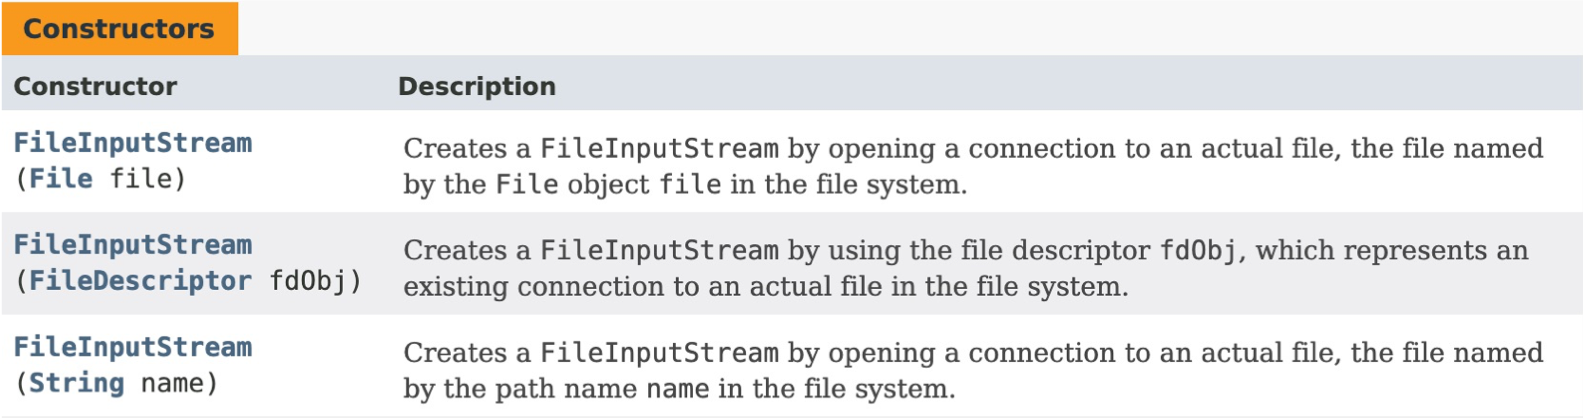 Constructors
Constructor Description
FileInputStream
(File file)
Creates a FileInputStream by opening a connection to an actual file, the file named
by the File object file in the file system.
FileInputStream
(FileDescriptor fdObj)
Creates a FileInputStream by using the file descriptor fdObj, which represents an
existing connection to an actual file in the file system.
FileInputStream
(String name)
Creates a FileInputStream by opening a connection to an actual file, the file named
by the path name name in the file system.